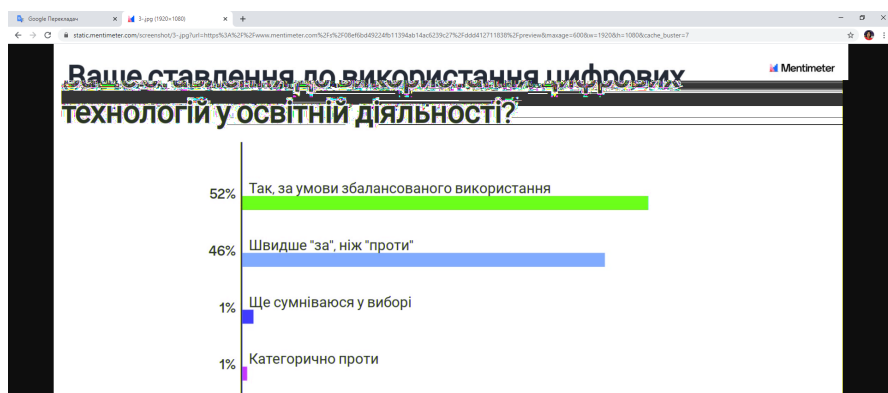 Google Перекладач
3-jpg (1920×1080)
static.mentimeter.com/screenshot/3-jpg?url=https%3A%2F%2Fwww.mentimeter.com%2Fs%2F08ef6bd49224fb11394ab14ac6239c27%2Fddd412711830%2Fpreview&maxage=600&w=1920&h=1080&cache_buster=7
Ваше ставлення до використання цифрових
Mentimeter
технологій у освітній діяльності?
52% Так, за умови збалансованого використання
46% Швидше "за", ніж "проти"
1% Ще сумніваюся у виборі
1% Категорично проти